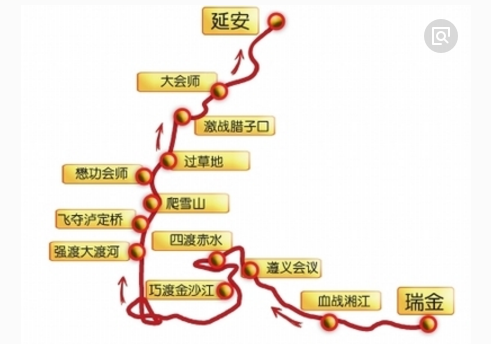 延安
大会师
激战腊子口
过草地
懋功会师
爬雪山
飞夺泸定桥
强渡大渡河
四渡赤水
遵义会议
巧渡金沙江
血战湘江
瑞金